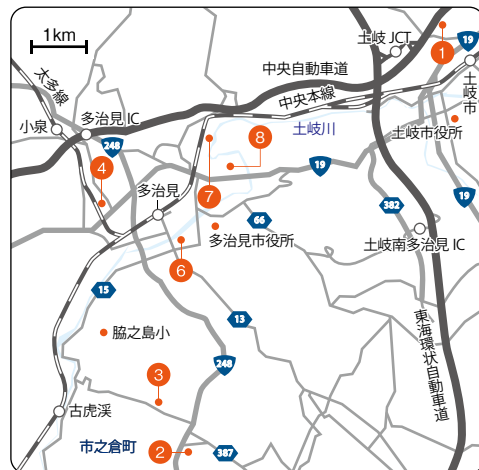 1km
土岐JCT
1
19
中央自動車道
太多線
中央本線
土岐市
小泉
多治見IC
248
土岐川
土岐市役所
8
4
19
19
多治見
7
382
66
多治見市役所
土岐南多治見IC
6
15
13
脇之島小
東海環状自動車道
248
3
古虎渓
市之倉町
2
387